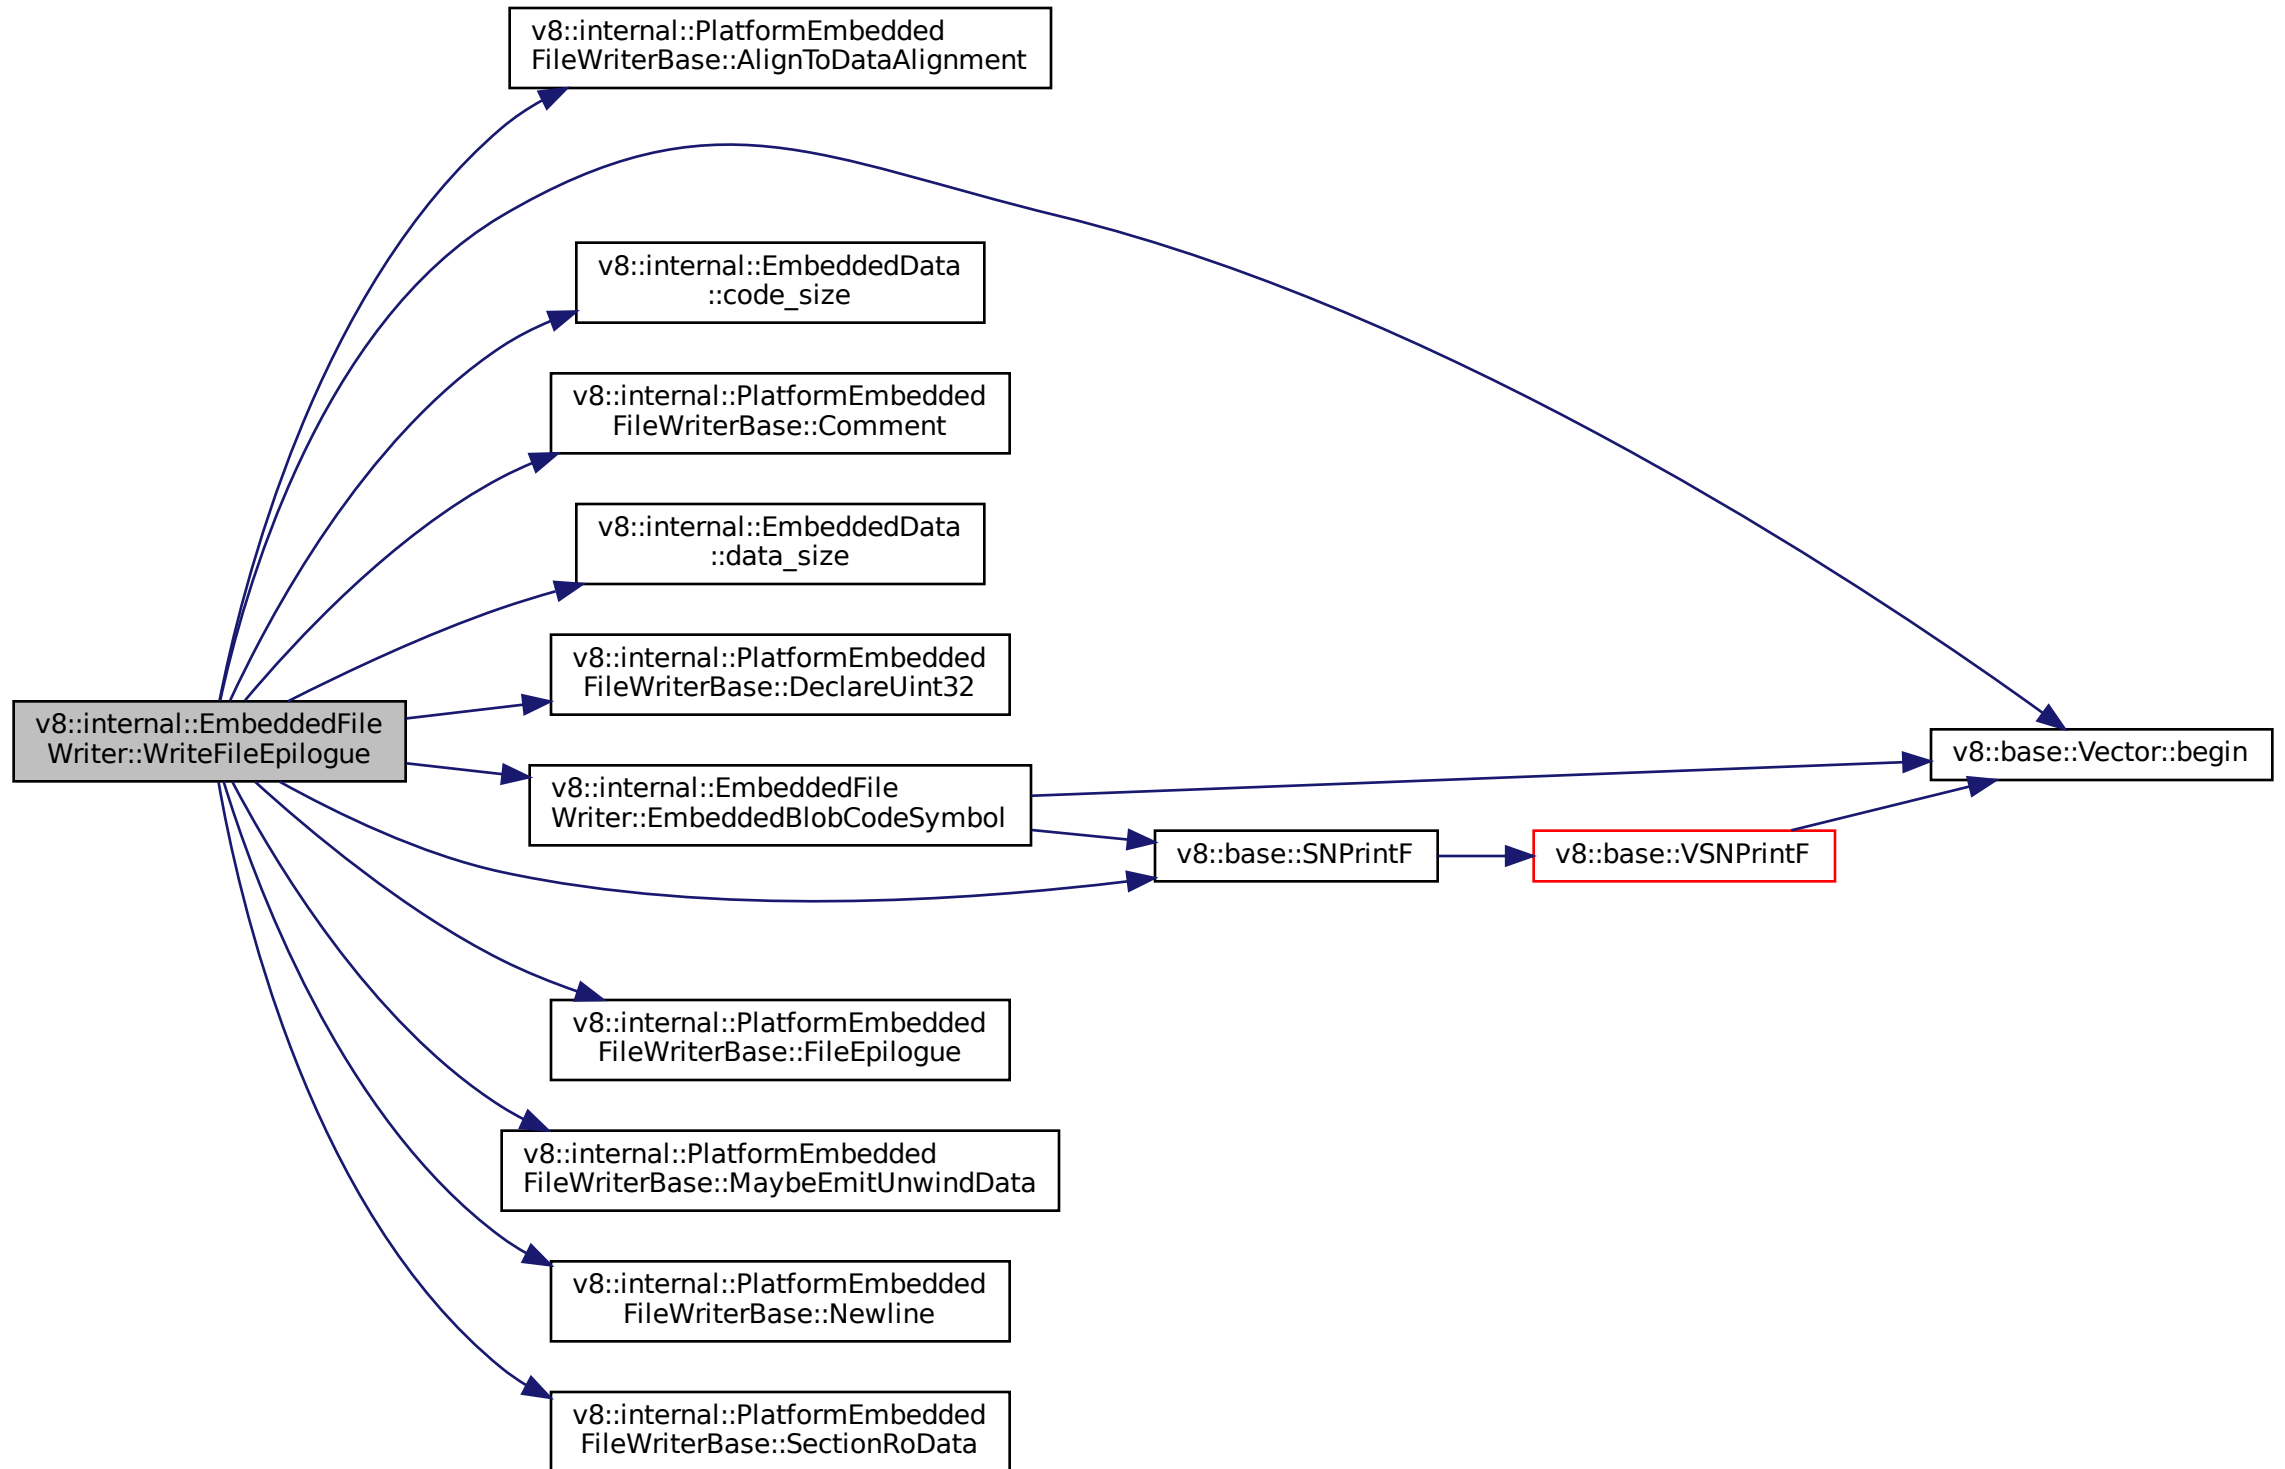 v8::internal::PlatformEmbedded
FileWriterBase::AlignToDataAlignment
v8::internal::EmbeddedData
::code_size
v8::internal::PlatformEmbedded
FileWriterBase::Comment
v8::internal::EmbeddedData
::data_size
v8::internal::PlatformEmbedded
FileWriterBase::DeclareUint32
v8::internal::EmbeddedFile
Writer::WriteFileEpilogue
v8::base::Vector::begin
v8::internal::EmbeddedFile
Writer::EmbeddedBlobCodeSymbol
v8::base::SNPrintF
v8::base::VSNPrintF
v8::internal::PlatformEmbedded
FileWriterBase::FileEpilogue
v8::internal::PlatformEmbedded
FileWriterBase::MaybeEmitUnwindData
v8::internal::PlatformEmbedded
FileWriterBase::Newline
v8::internal::PlatformEmbedded
FileWriterBase::SectionRoData